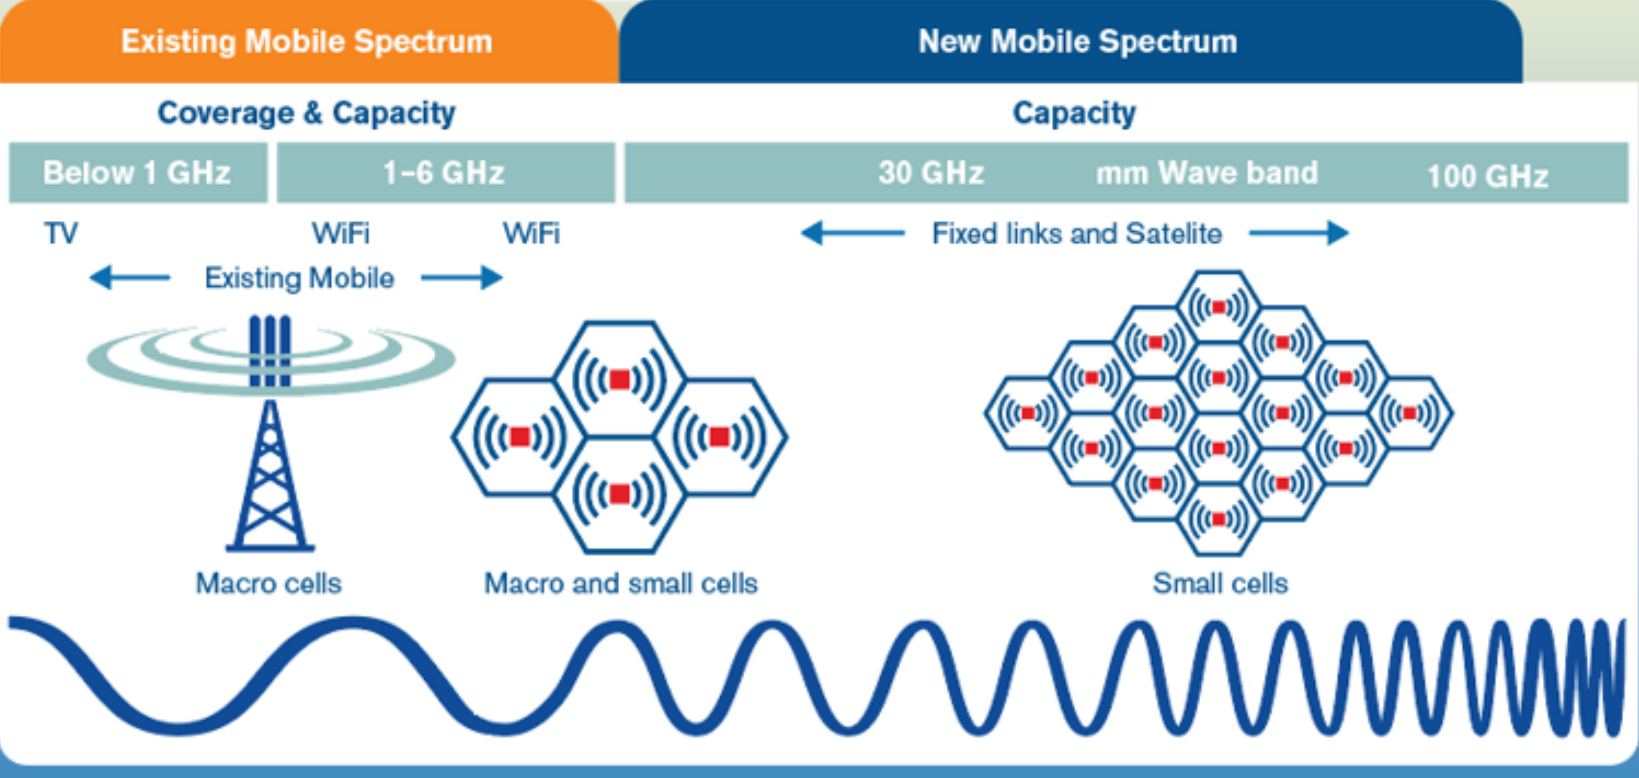 Existing Mobile Spectrum
New Mobile Spectrum
Coverage & Capacity
Capacity
Below 1 GHz
1–6 GHz
30 GHz
mm Wave band
100 GHz
TV
WiFi
WiFi
Fixed links and Satelite
Existing Mobile
Macro cells
Macro and small cells
Small cells